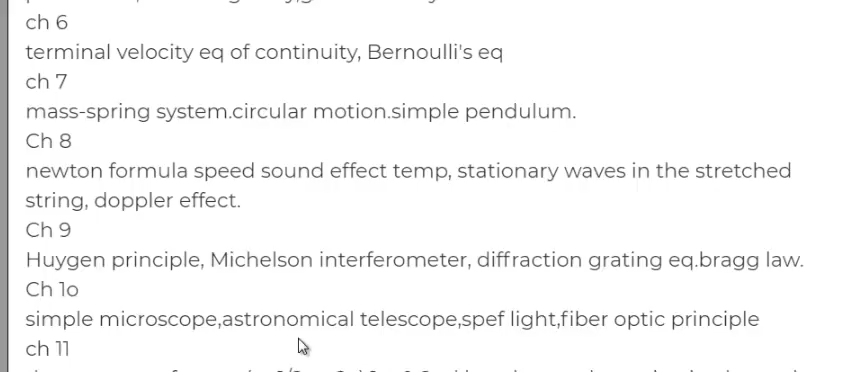 ch 6
terminal velocity eq of continuity, Bernoulli's eq
ch 7
mass-spring system.circular motion.simple pendulum.
Ch 8
newton formula speed sound effect temp, stationary waves in the stretched
string, doppler effect.
Ch 9
Huygen principle, Michelson interferometer, diffraction grating eq.bragg law.
Ch 1o
simple microscope,astronomical telescope,spef light,fiber optic principle
ch 11